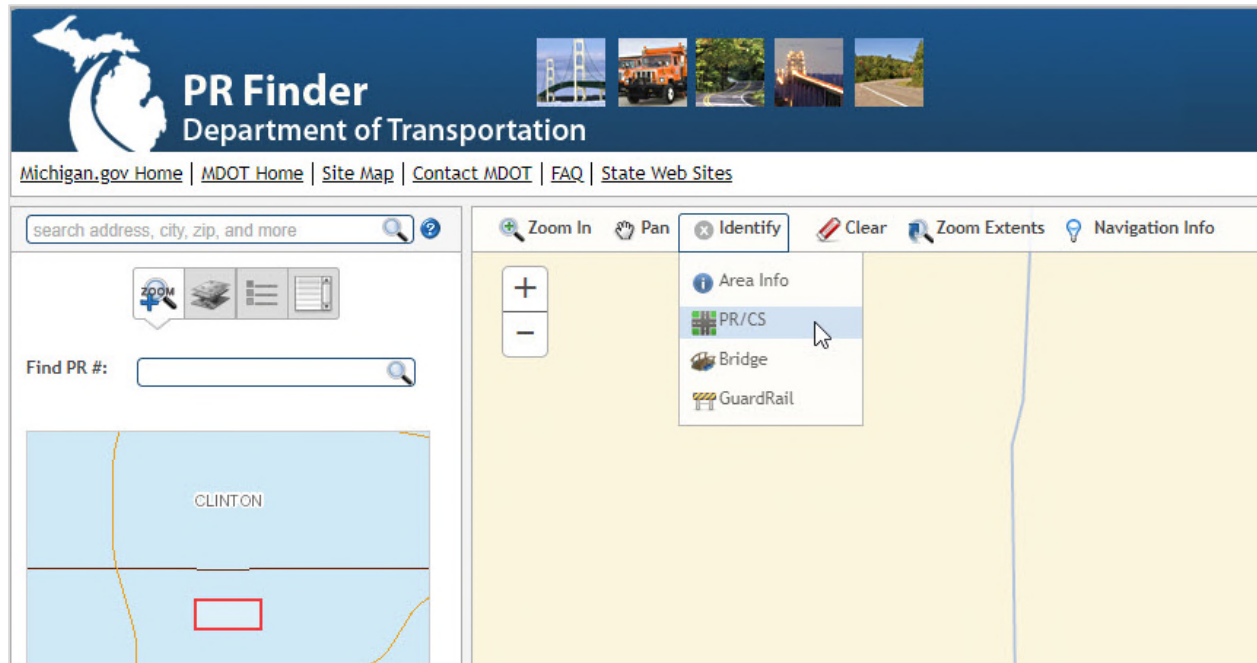 PR Finder
Department of Transportation
Michigan.gov Home | MDOT Home | Site Map | Contact MDOT | FAQ | State Web Sites
search address, city, zip, and more
Zoom In Pan Identify Clear Zoom Extents Navigation Info
ZOOM
+
Area Info
−
PR/CS
Find PR #:
Bridge
GuardRail
CLINTON